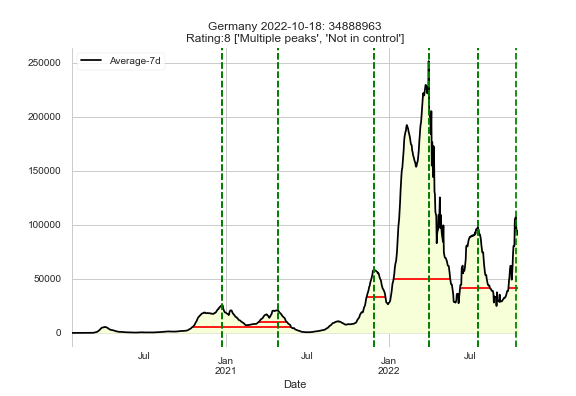 Germany 2022-10-18: 34888963
Rating:8 ['Multiple peaks', 'Not in control']
Average-7d
250000
200000
150000
100000
50000
0
Jul
Jan
2021
Jul
Jan
2022
Jul
Date